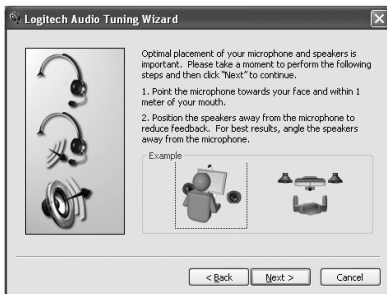 Logitech Audio Tuning Wizard
Optimal placement of your microphone and speakers is
important. Please take a moment to perform the following
steps and then click "Next" to continue.
1. Point the microphone towards your face and within 1
meter of your mouth.
2. Position the speakers away from the microphone to
reduce feedback. For best results, angle the speakers
away from the microphone.
Example
< Back
Next >
Cancel